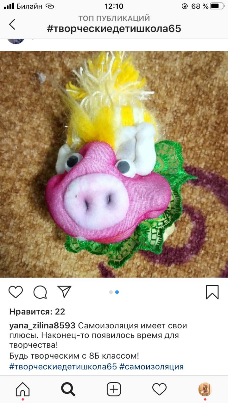 Билайн 12:10 68 %
ТОП ПУБЛИКАЦИЙ
#творческиедетишкола65
Нравится: 22
yana_zilina8593 Самоизоляция имеет свои
плюсы. Наконец-то появилось время для
творчества!
Будь творческим с 8Б классом!
#творческиедетишкола65 #самоизоляция